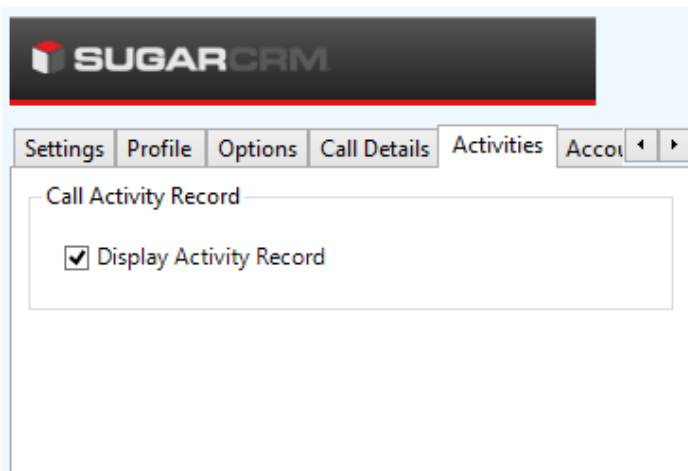 SUGARCRM
Settings Profile Options Call Details Activities Accou
Call Activity Record
Display Activity Record